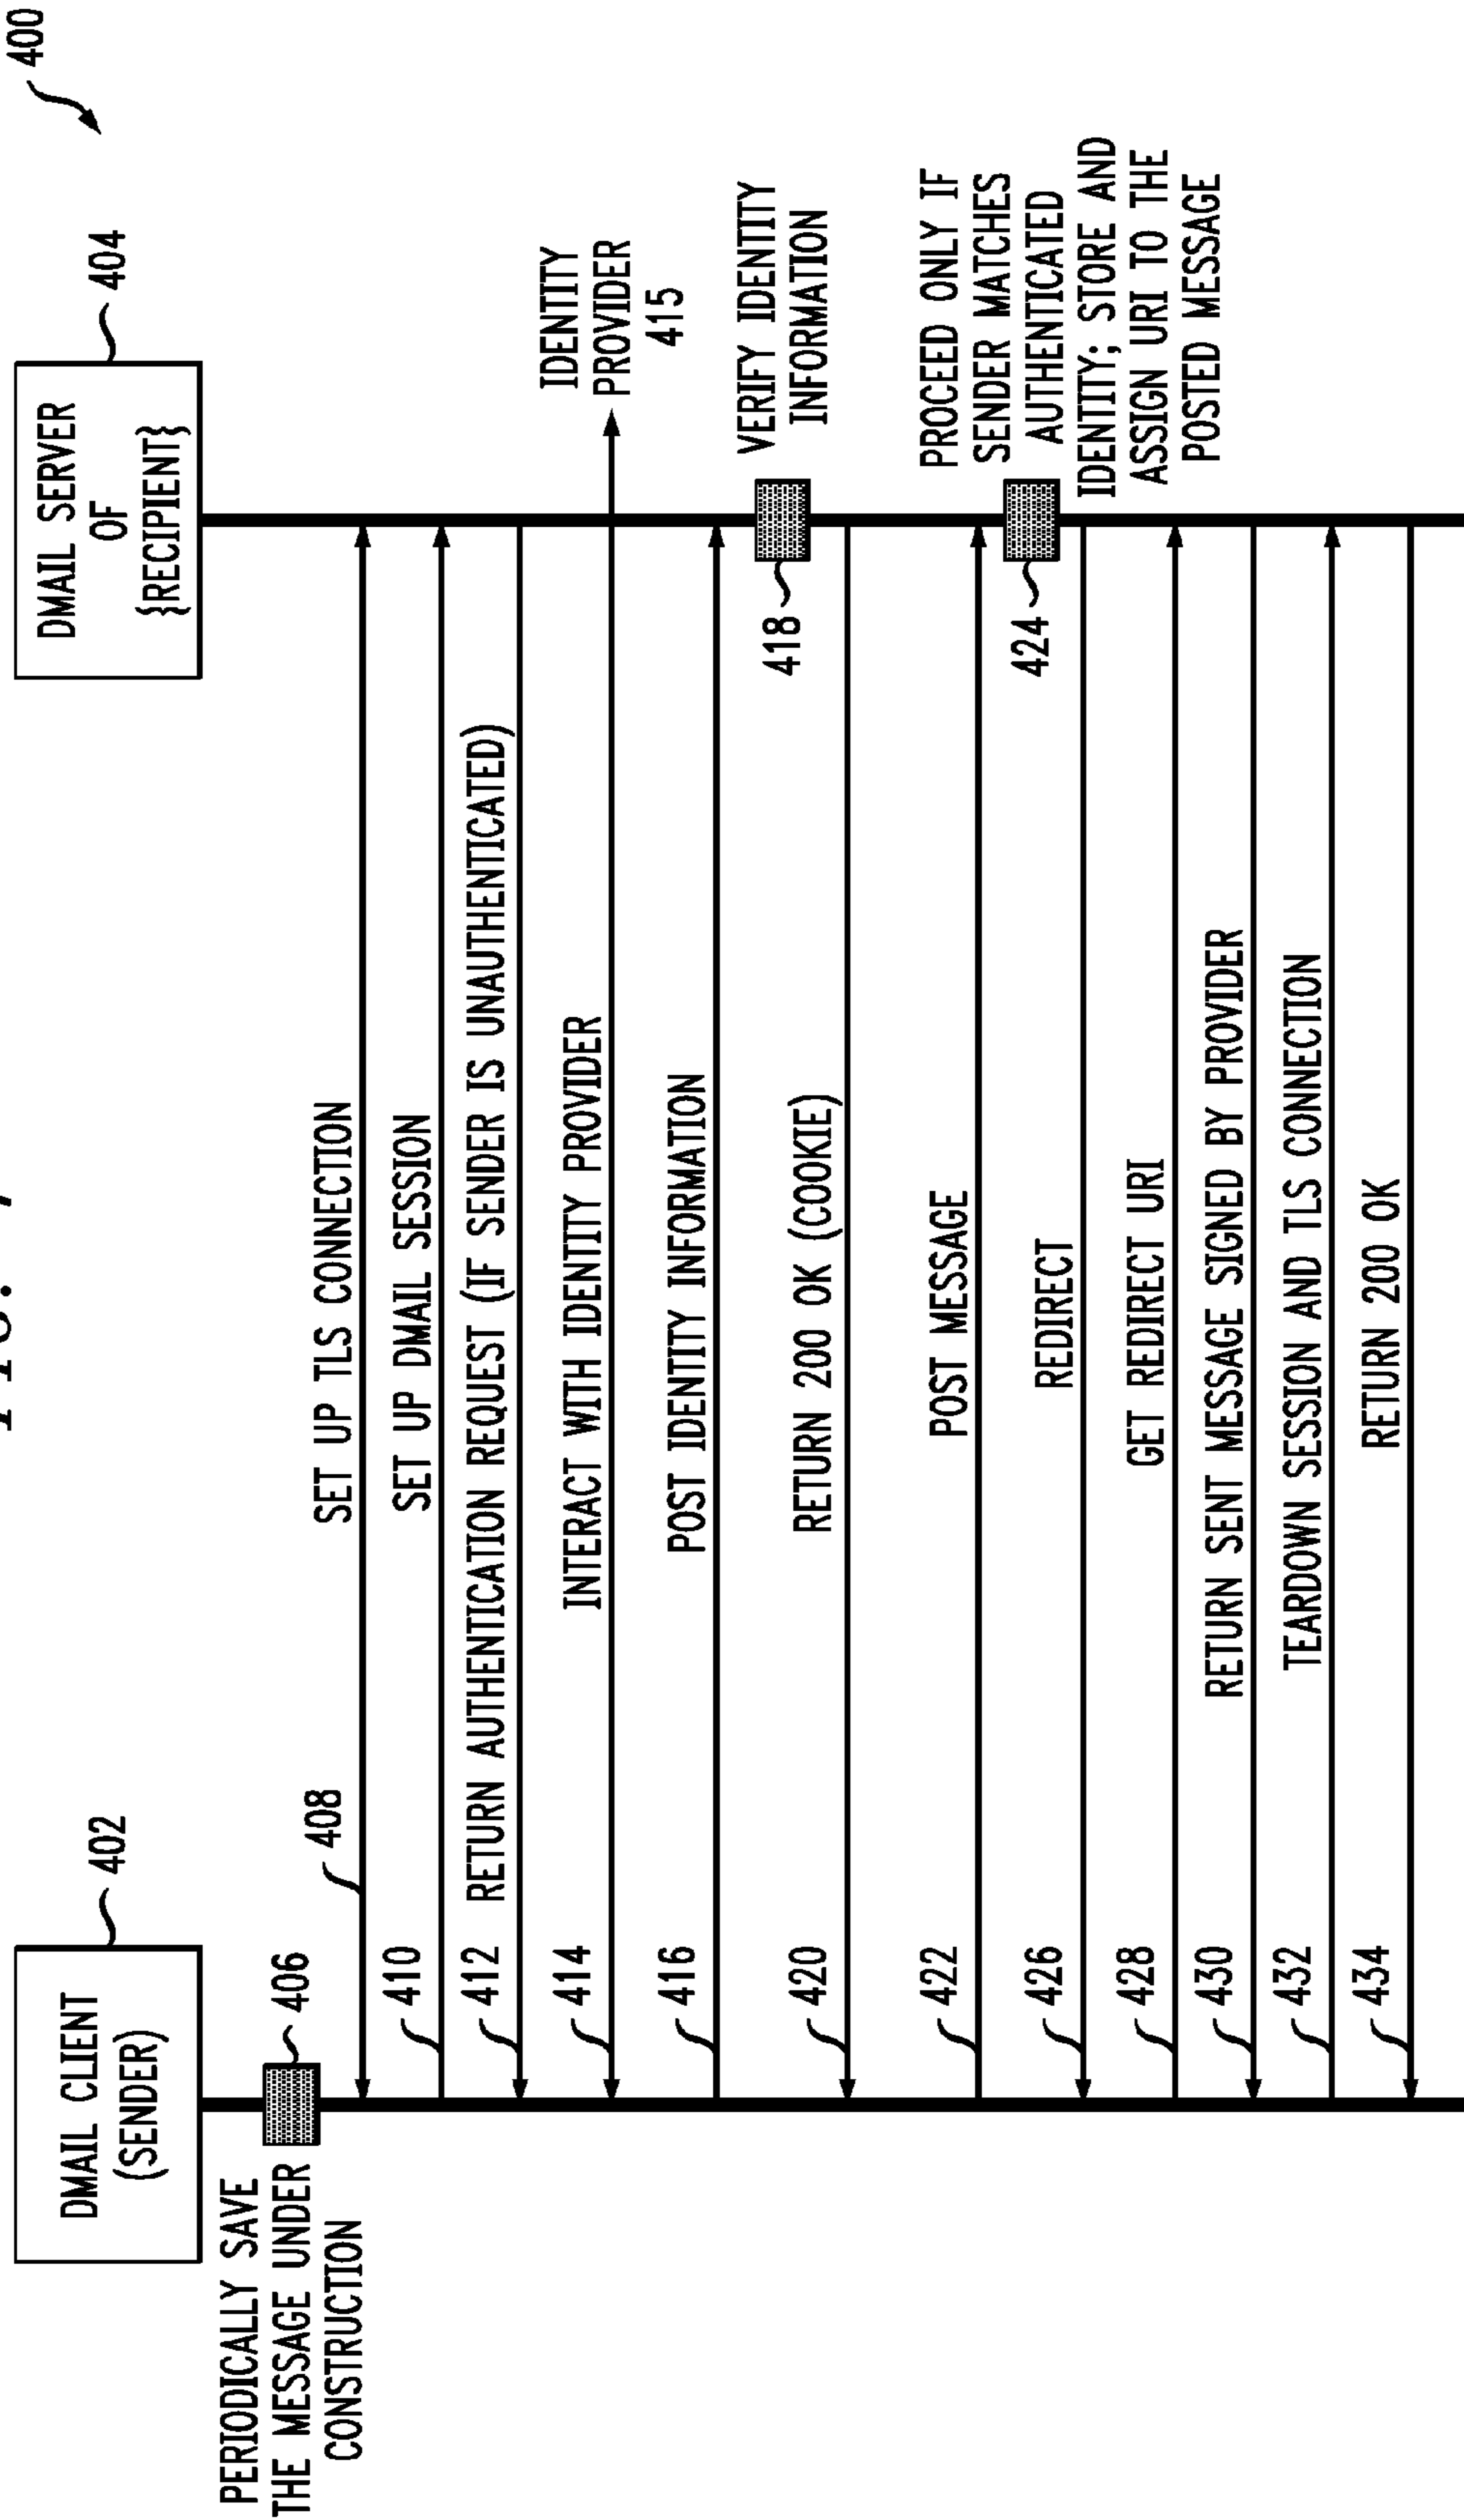 400
DMAIL CLIENT
(SENDER)
402
DMAIL SERVER
OF
{RECIPIENT}
404
PERIODICALLY SAVE
THE MESSAGE UNDER
CONSTRUCTION
406
408
SET UP TLS CONNECTION
410
SET UP DMAIL SESSION
412
RETURN AUTHENTICATION REQUEST (IF SENDER IS UNAUTHENTICATED)
414
INTERACT WITH IDENTITY PROVIDER
IDENTITY
PROVIDER
415
416
POST IDENTITY INFORMATION
418
VERIFY IDENTITY
INFORMATION
420
RETURN 200 OK (COOKIE)
422
POST MESSAGE
424
PROCEED ONLY IF
SENDER MATCHES
AUTHENTICATED
IDENTITY; STORE AND
ASSIGN URI TO THE
POSTED MESSAGE
426
REDIRECT
428
GET REDIRECT URI
430
RETURN SENT MESSAGE SIGNED BY PROVIDER
432
TEARDOWN SESSION AND TLS CONNECTION
434
RETURN 200 OK